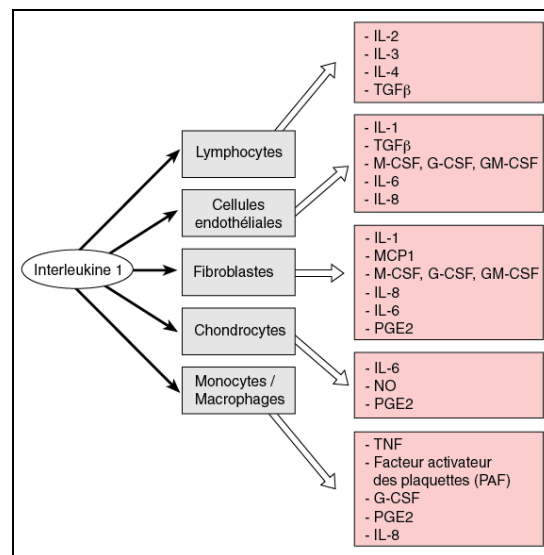 Interleukine 1
Lymphocytes
- IL-2
- IL-3
- IL-4
- TGFβ
Cellules
endothéliales
- IL-1
- TGFβ
- M-CSF, G-CSF, GM-CSF
- IL-6
- IL-8
Fibroblastes
- IL-1
- MCP1
- M-CSF, G-CSF, GM-CSF
- IL-8
- IL-6
- PGE2
Chondrocytes
- IL-6
- NO
- PGE2
Monocytes /
Macrophages
- TNF
- Facteur activateur
des plaquettes (PAF)
- G-CSF
- PGE2
- IL-8